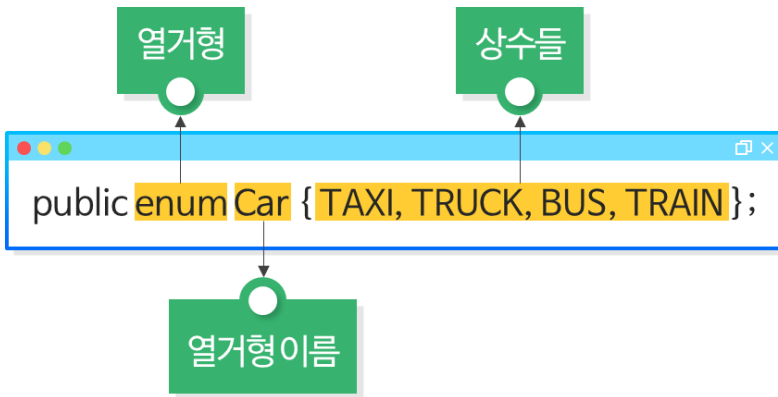 열거형
상수들
public enum Car { TAXI, TRUCK, BUS, TRAIN };
열거형 이름